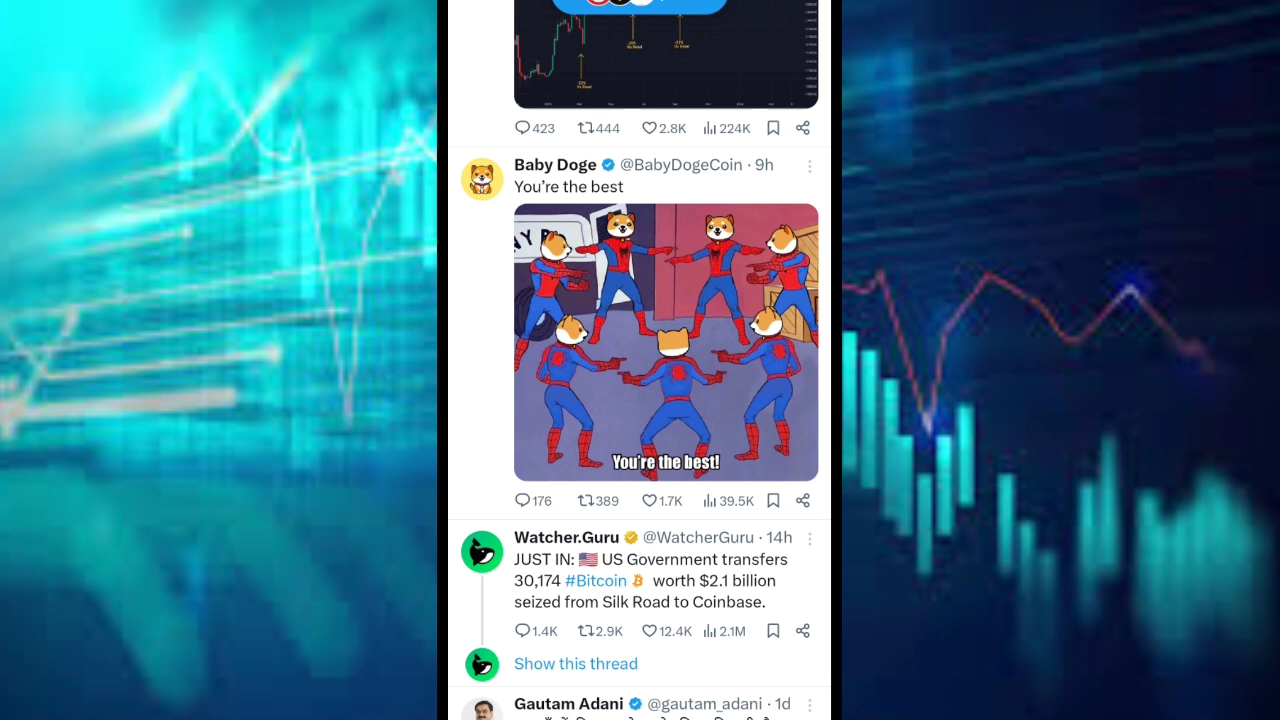 423 444 2.8K 224K
Baby Doge @BabyDogeCoin · 9h
You're the best
NYP
You're the best!
176 389 1.7K 39.5K
Watcher.Guru @WatcherGuru · 14h
JUST IN: 🇺🇸 US Government transfers
30,174 #Bitcoin worth $2.1 billion
seized from Silk Road to Coinbase.
1.4K 2.9K 12.4K 2.1M
Show this thread
Gautam Adani @gautam_adani · 1d